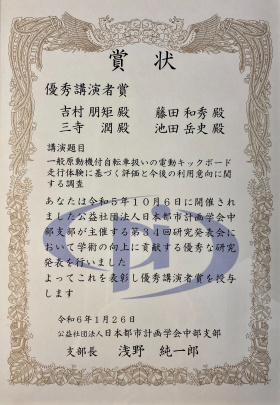 賞状
優秀講演者賞
吉村 朋矩 殿 藤田 和秀 殿
三寺 潤 殿 池田 岳史 殿
講演題目
一般原動機付自転車扱いの電動キックボード
走行体験に基づく評価と今後の利用意向に関
する調査
あなたは令和5年10月6日に開催され
ました公益社団法人日本都市計画学会中
部支部が主催する第34回研究発表会に
おいて学術の向上に貢献する優秀な研究
発表を行いました
よってこれを表彰し優秀講演者賞を授与
します
令和6年1月26日
公益社団法人日本都市計画学会中部支部
支部長 浅野 純一郎